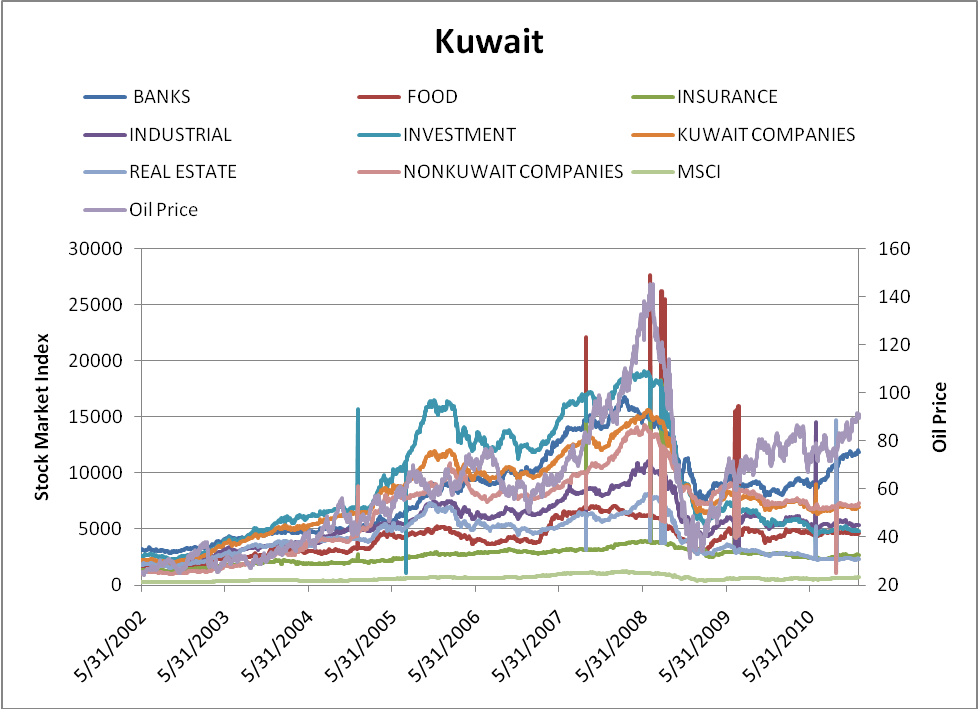 Kuwait
BANKS FOOD INSURANCE
INDUSTRIAL INVESTMENT KUWAIT COMPANIES
REAL ESTATE NONKUWAIT COMPANIES MSCI
Oil Price
30000 160
25000 140
20000 120
15000 100
10000 80
5000 60
0 40
20
Stock Market Index
Oil Price
5/31/2002 5/31/2003 5/31/2004 5/31/2005 5/31/2006 5/31/2007 5/31/2008 5/31/2009 5/31/2010